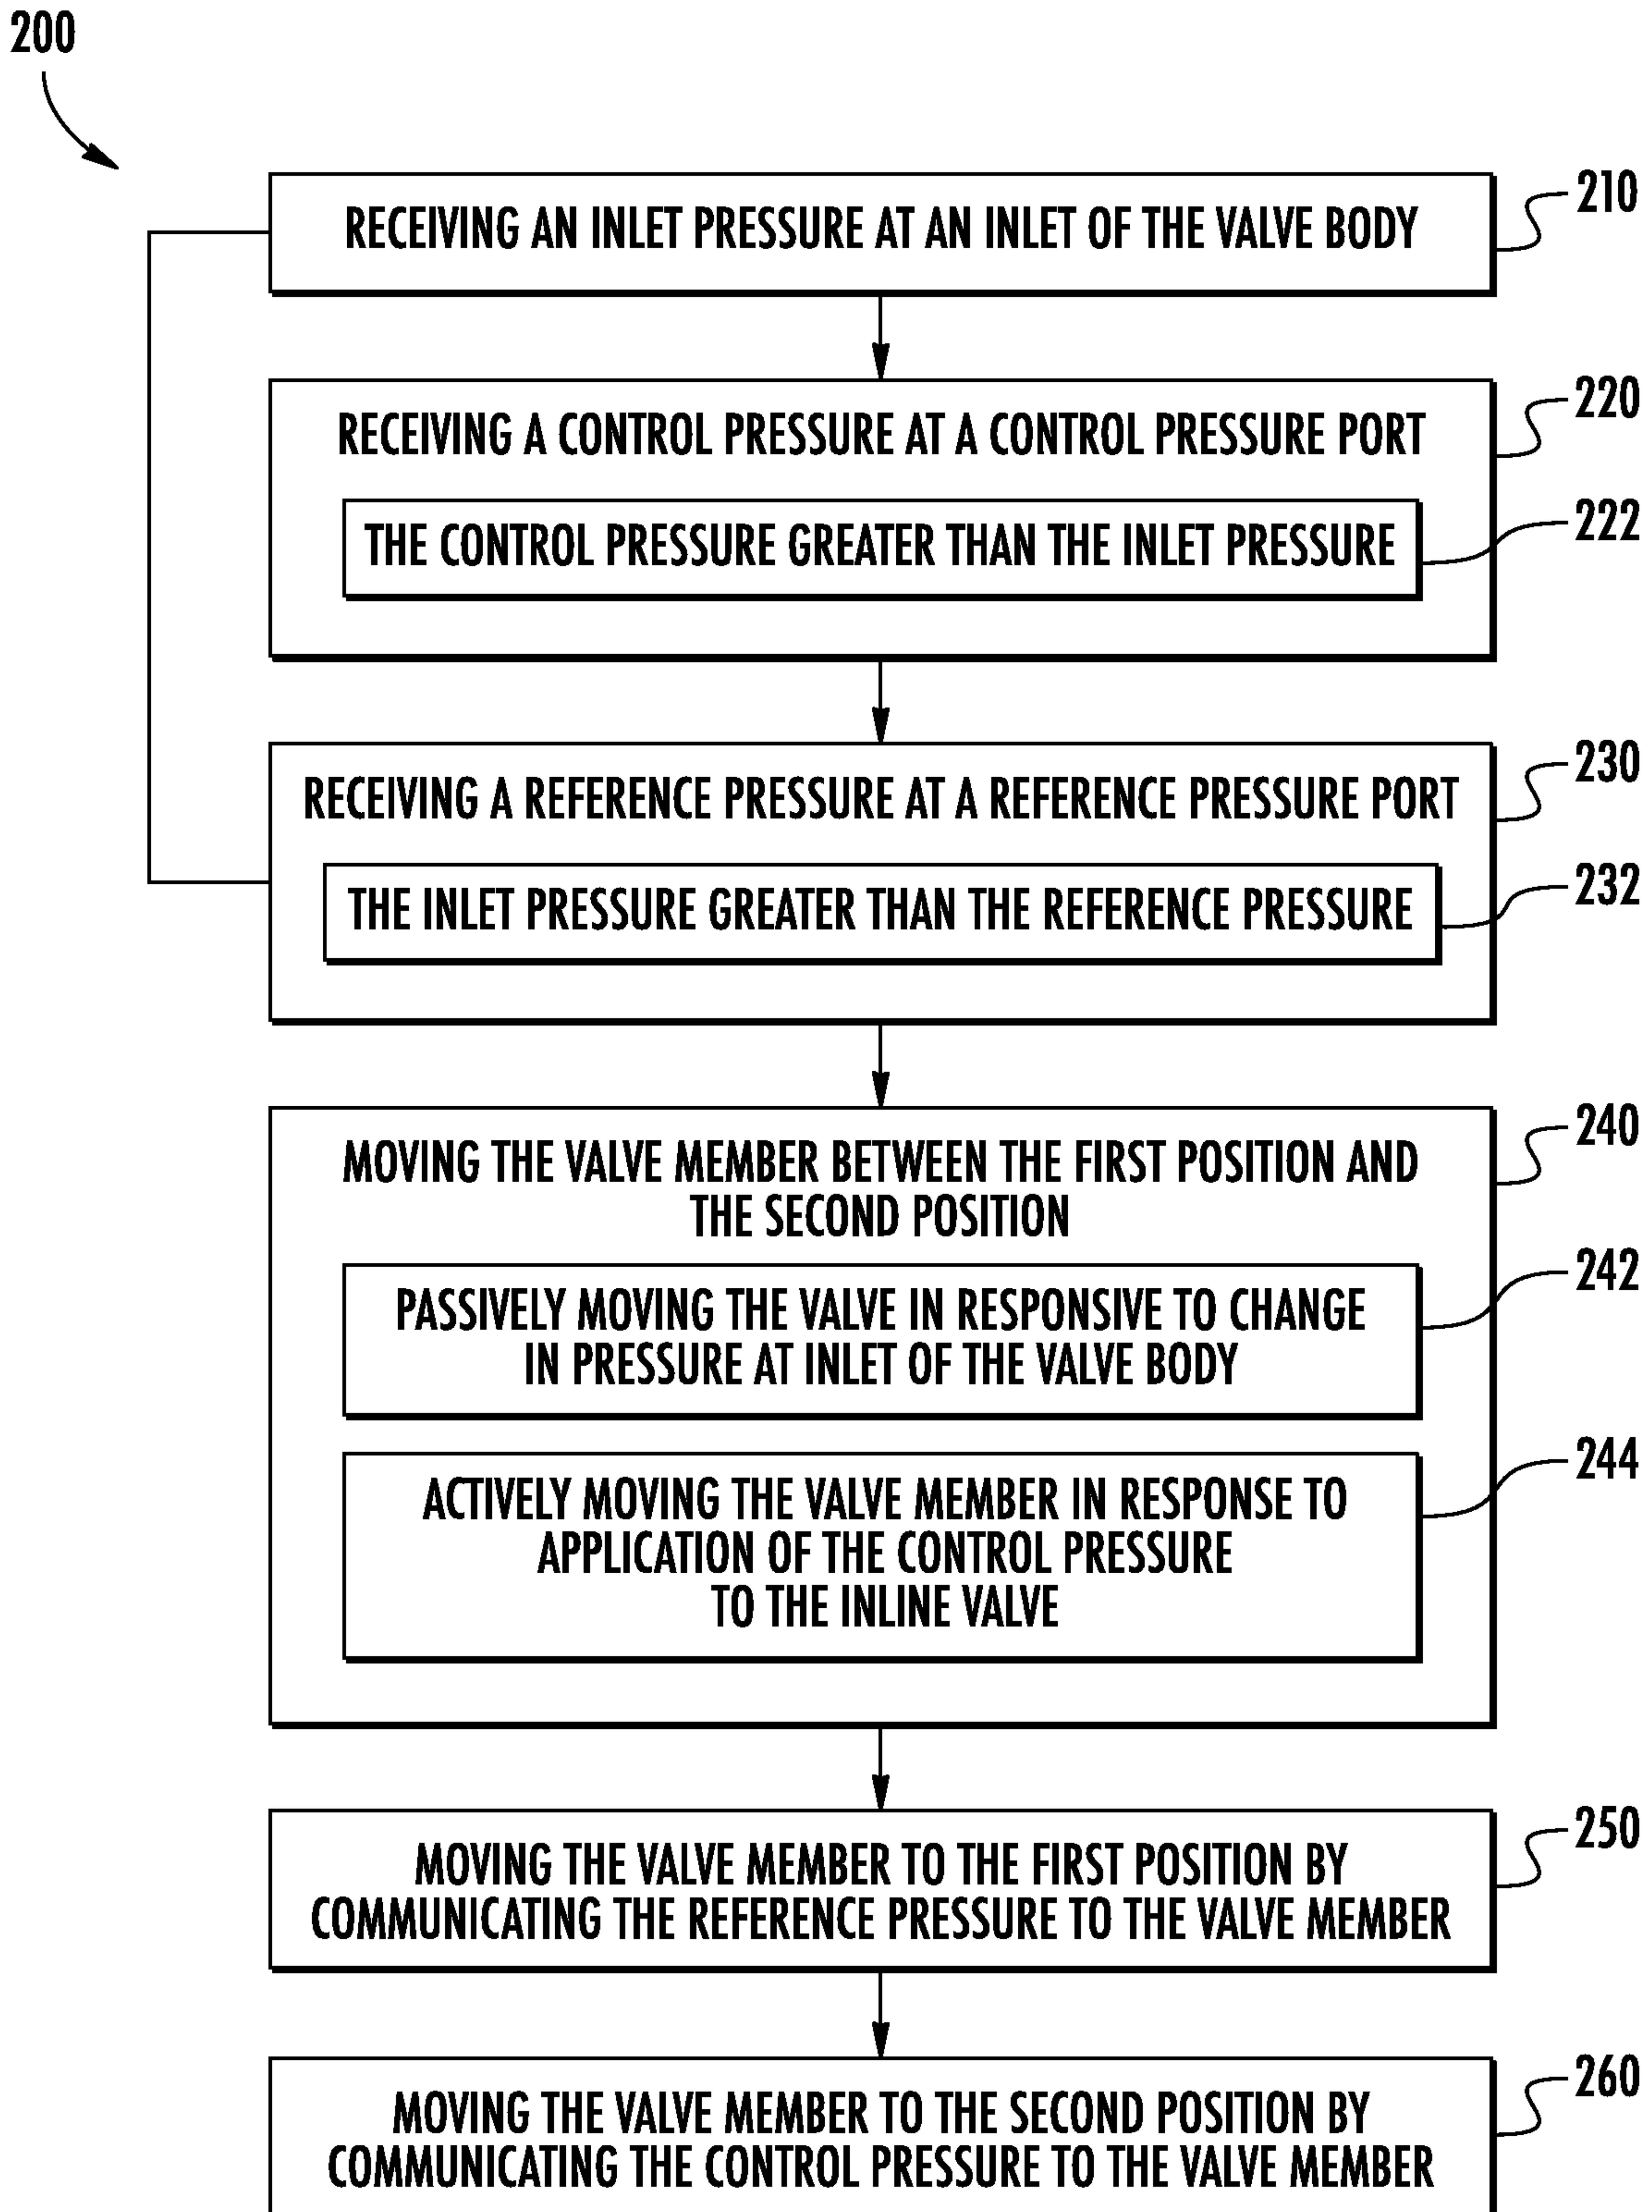 200
RECEIVING AN INLET PRESSURE AT AN INLET OF THE VALVE BODY
210
RECEIVING A CONTROL PRESSURE AT A CONTROL PRESSURE PORT
220
THE CONTROL PRESSURE GREATER THAN THE INLET PRESSURE
222
RECEIVING A REFERENCE PRESSURE AT A REFERENCE PRESSURE PORT
230
THE INLET PRESSURE GREATER THAN THE REFERENCE PRESSURE
232
MOVING THE VALVE MEMBER BETWEEN THE FIRST POSITION AND
THE SECOND POSITION
240
PASSIVELY MOVING THE VALVE IN RESPONSIVE TO CHANGE
IN PRESSURE AT INLET OF THE VALVE BODY
242
ACTIVELY MOVING THE VALVE MEMBER IN RESPONSE TO
APPLICATION OF THE CONTROL PRESSURE
TO THE INLINE VALVE
244
MOVING THE VALVE MEMBER TO THE FIRST POSITION BY
COMMUNICATING THE REFERENCE PRESSURE TO THE VALVE MEMBER
250
MOVING THE VALVE MEMBER TO THE SECOND POSITION BY
COMMUNICATING THE CONTROL PRESSURE TO THE VALVE MEMBER
260